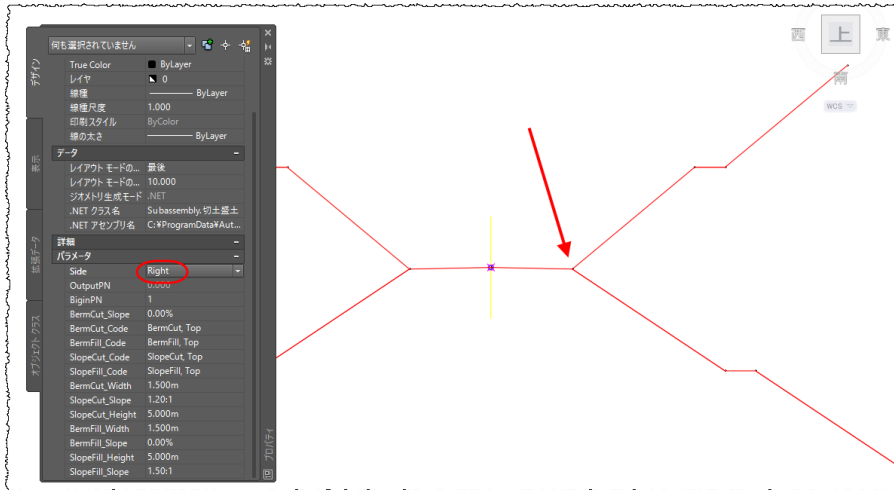 何も選択されていません
True Color ByLayer
レイヤ 0
線種 ByLayer
線種尺度 1.000
印刷スタイル ByColor
線の太さ ByLayer
データ
レイアウト モードの... 最後
レイアウト モードの... 10.000
ジオメトリ生成モード .NET
.NET クラス名 Subassembly.切土盛土
.NET アセンブリ名 C:¥ProgramData¥Aut...
詳細
パラメータ
Side Right
OutputPN 0.000
BiginPN 1
BermCut_Slope 0.00%
BermCut_Code BermCut, Top
BermFill_Code BermFill, Top
SlopeCut_Code SlopeCut, Top
SlopeFill_Code SlopeFill, Top
BermCut_Width 1.500m
SlopeCut_Slope 1.20:1
SlopeCut_Height 5.000m
BermFill_Width 1.500m
BermFill_Slope 0.00%
SlopeFill_Height 5.000m
SlopeFill_Slope 1.50:1
デザイン
表示
拡張データ
オブジェクト クラス
プロパティ
西 上 東
南
WCS